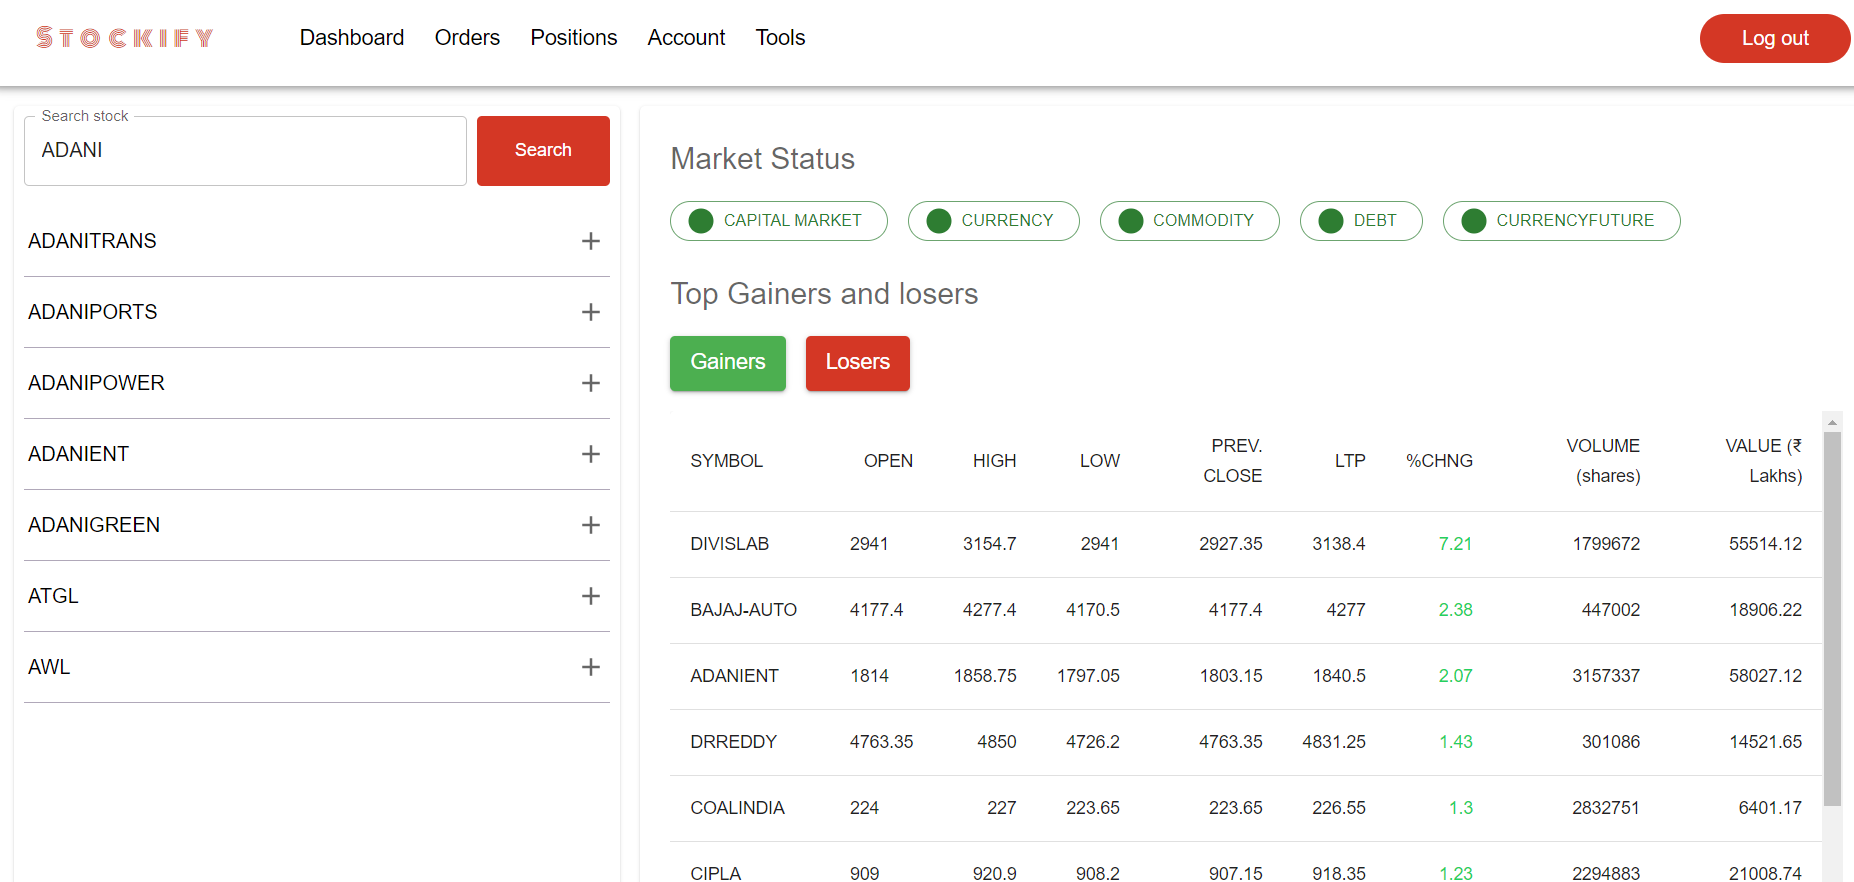 STOCKIFY
Dashboard Orders Positions Account Tools
Log out
Search stock
ADANI
Search
ADANITRANS
ADANIPORTS
ADANIPOWER
ADANIENT
ADANIGREEN
ATGL
AWL
Market Status
CAPITAL MARKET CURRENCY COMMODITY DEBT CURRENCYFUTURE
Top Gainers and losers
Gainers Losers
SYMBOL OPEN HIGH LOW PREV. CLOSE LTP %CHNG VOLUME (shares) VALUE (₹ Lakhs)
DIVISLAB 2941 3154.7 2941 2927.35 3138.4 7.21 1799672 55514.12
BAJAJ-AUTO 4177.4 4277.4 4170.5 4177.4 4277 2.38 447002 18906.22
ADANIENT 1814 1858.75 1797.05 1803.15 1840.5 2.07 3157337 58027.12
DRREDDY 4763.35 4850 4726.2 4763.35 4831.25 1.43 301086 14521.65
COALINDIA 224 227 223.65 223.65 226.55 1.3 2832751 6401.17
CIPLA 909 920.9 908.2 907.15 918.35 1.23 2294883 21008.74